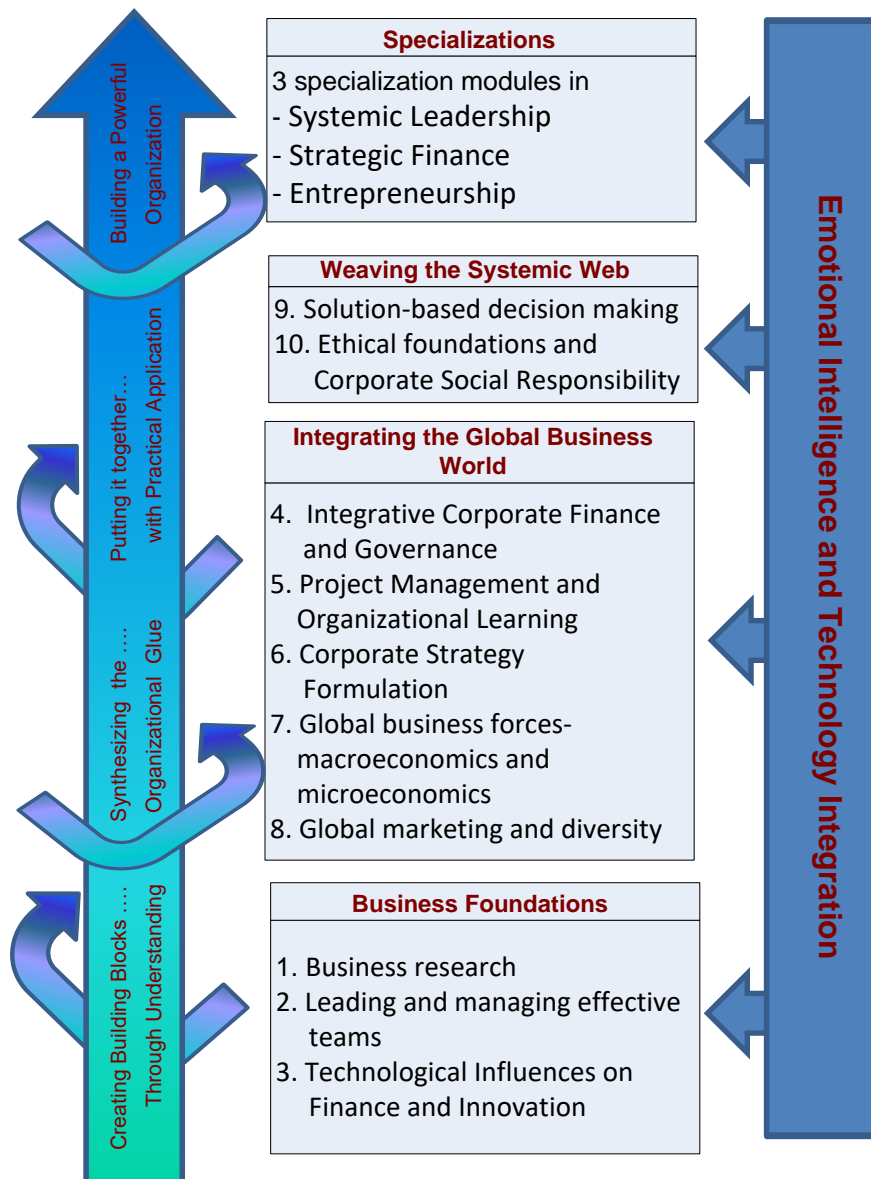 Specializations
3 specialization modules in
- Systemic Leadership
- Strategic Finance
- Entrepreneurship
Weaving the Systemic Web
9. Solution-based decision making
10. Ethical foundations and
Corporate Social Responsibility
Integrating the Global Business
World
4. Integrative Corporate Finance
and Governance
5. Project Management and
Organizational Learning
6. Corporate Strategy
Formulation
7. Global business forces-
macroeconomics and
microeconomics
8. Global marketing and diversity
Business Foundations
1. Business research
2. Leading and managing effective
teams
3. Technological Influences on
Finance and Innovation
Building a Powerful
Organization
Putting it together…
with Practical Application
Synthesizing the ….
Organizational Glue
Creating Building Blocks …..
Through Understanding
Emotional Intelligence and Technology Integration